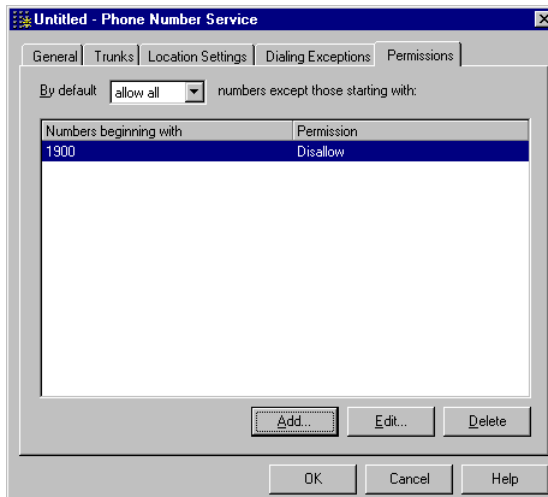 Untitled - Phone Number Service
General Trunks Location Settings Dialing Exceptions Permissions
By default allow all numbers except those starting with:
Numbers beginning with Permission
1900 Disallow
Add... Edit... Delete
OK Cancel Help